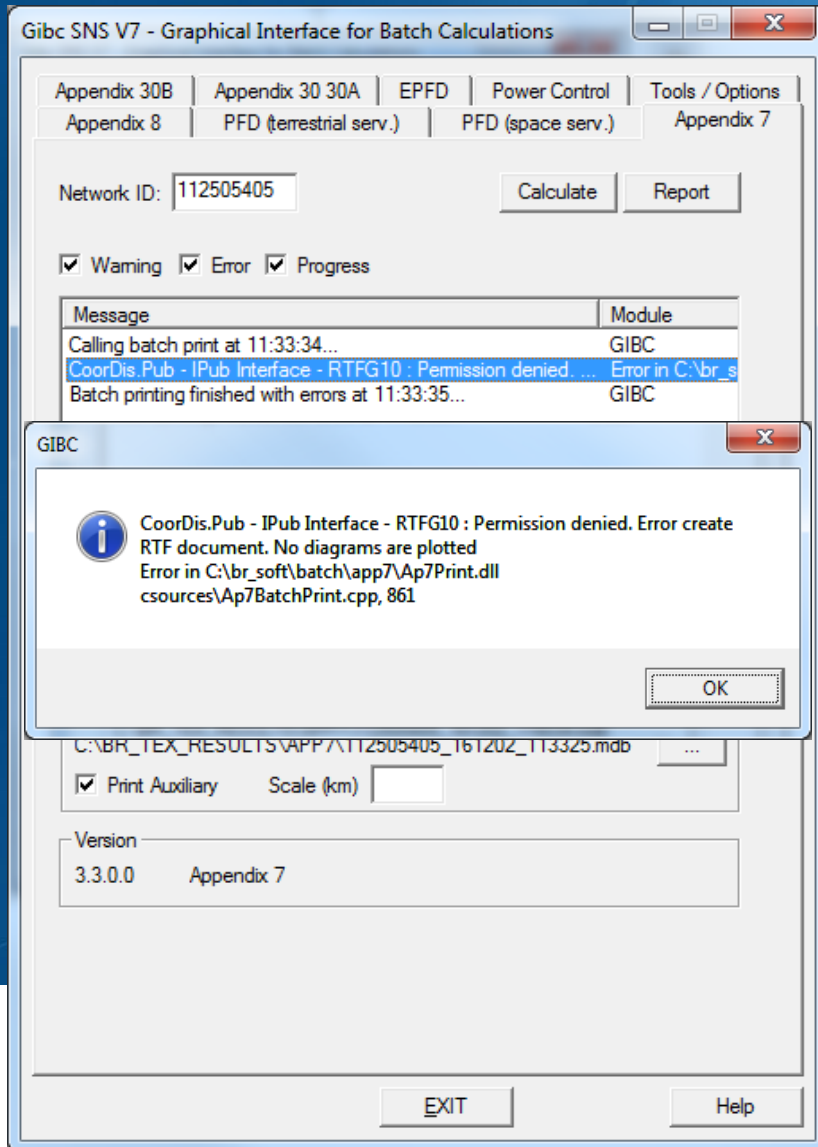 Gibc SNS V7 - Graphical Interface for Batch Calculations
Appendix 30B
Appendix 30 30A
EPFD
Power Control
Tools / Options
Appendix 8
PFD (terrestrial serv.)
PFD (space serv.)
Appendix 7
Network ID: 112505405
Calculate
Report
Warning
Error
Progress
Message Module
Calling batch print at 11:33:34... GIBC
CoorDis.Pub - IPub Interface - RTFG10 : Permission denied. ... Error in C:\br_s
Batch printing finished with errors at 11:33:35... GIBC
GIBC
CoorDis.Pub - IPub Interface - RTFG10 : Permission denied. Error create
RTF document. No diagrams are plotted
Error in C:\br_soft\batch\app7\Ap7Print.dll
csources\Ap7BatchPrint.cpp, 861
OK
C:\BR_TEX_RESULTS\APP7\112505405_161202_113325.mdb ...
Print Auxiliary Scale (km)
Version
3.3.0.0 Appendix 7
EXIT
Help